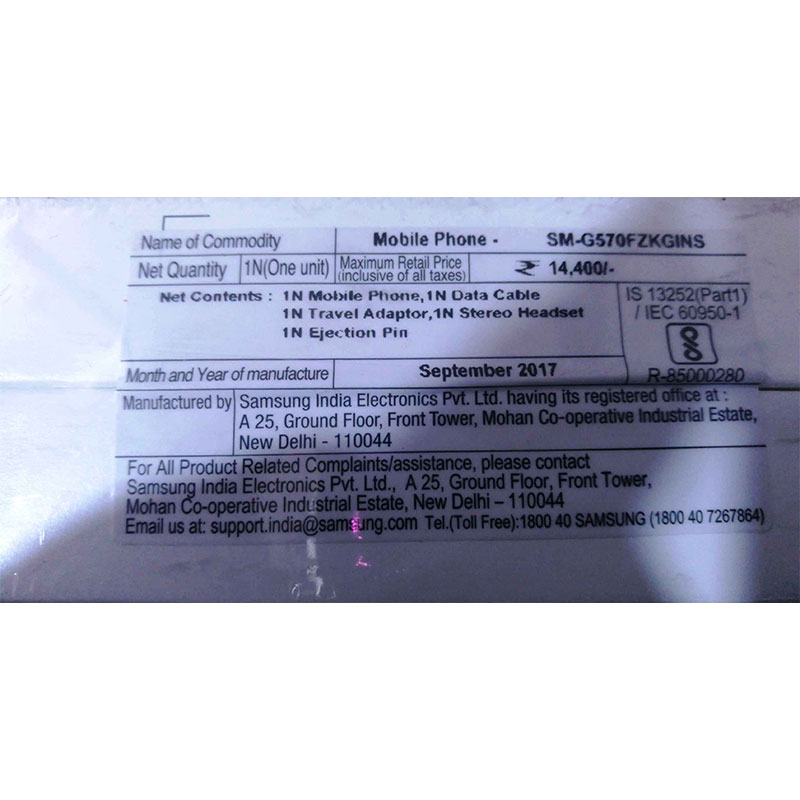 Name of Commodity Mobile Phone - SM-G570FZKGINS
Net Quantity 1N(One unit) Maximum Retail Price (inclusive of all taxes) ₹ 14,400/-
Net Contents : 1N Mobile Phone,1N Data Cable
1N Travel Adaptor,1N Stereo Headset
1N Ejection Pin
IS 13252(Part1)
/ IEC 60950-1
R-85000280
Month and Year of manufacture September 2017
Manufactured by Samsung India Electronics Pvt. Ltd. having its registered office at :
A 25, Ground Floor, Front Tower, Mohan Co-operative Industrial Estate,
New Delhi - 110044
For All Product Related Complaints/assistance, please contact
Samsung India Electronics Pvt. Ltd., A 25, Ground Floor, Front Tower,
Mohan Co-operative Industrial Estate, New Delhi – 110044
Email us at: support.india@samsung.com Tel.(Toll Free):1800 40 SAMSUNG (1800 40 7267864)